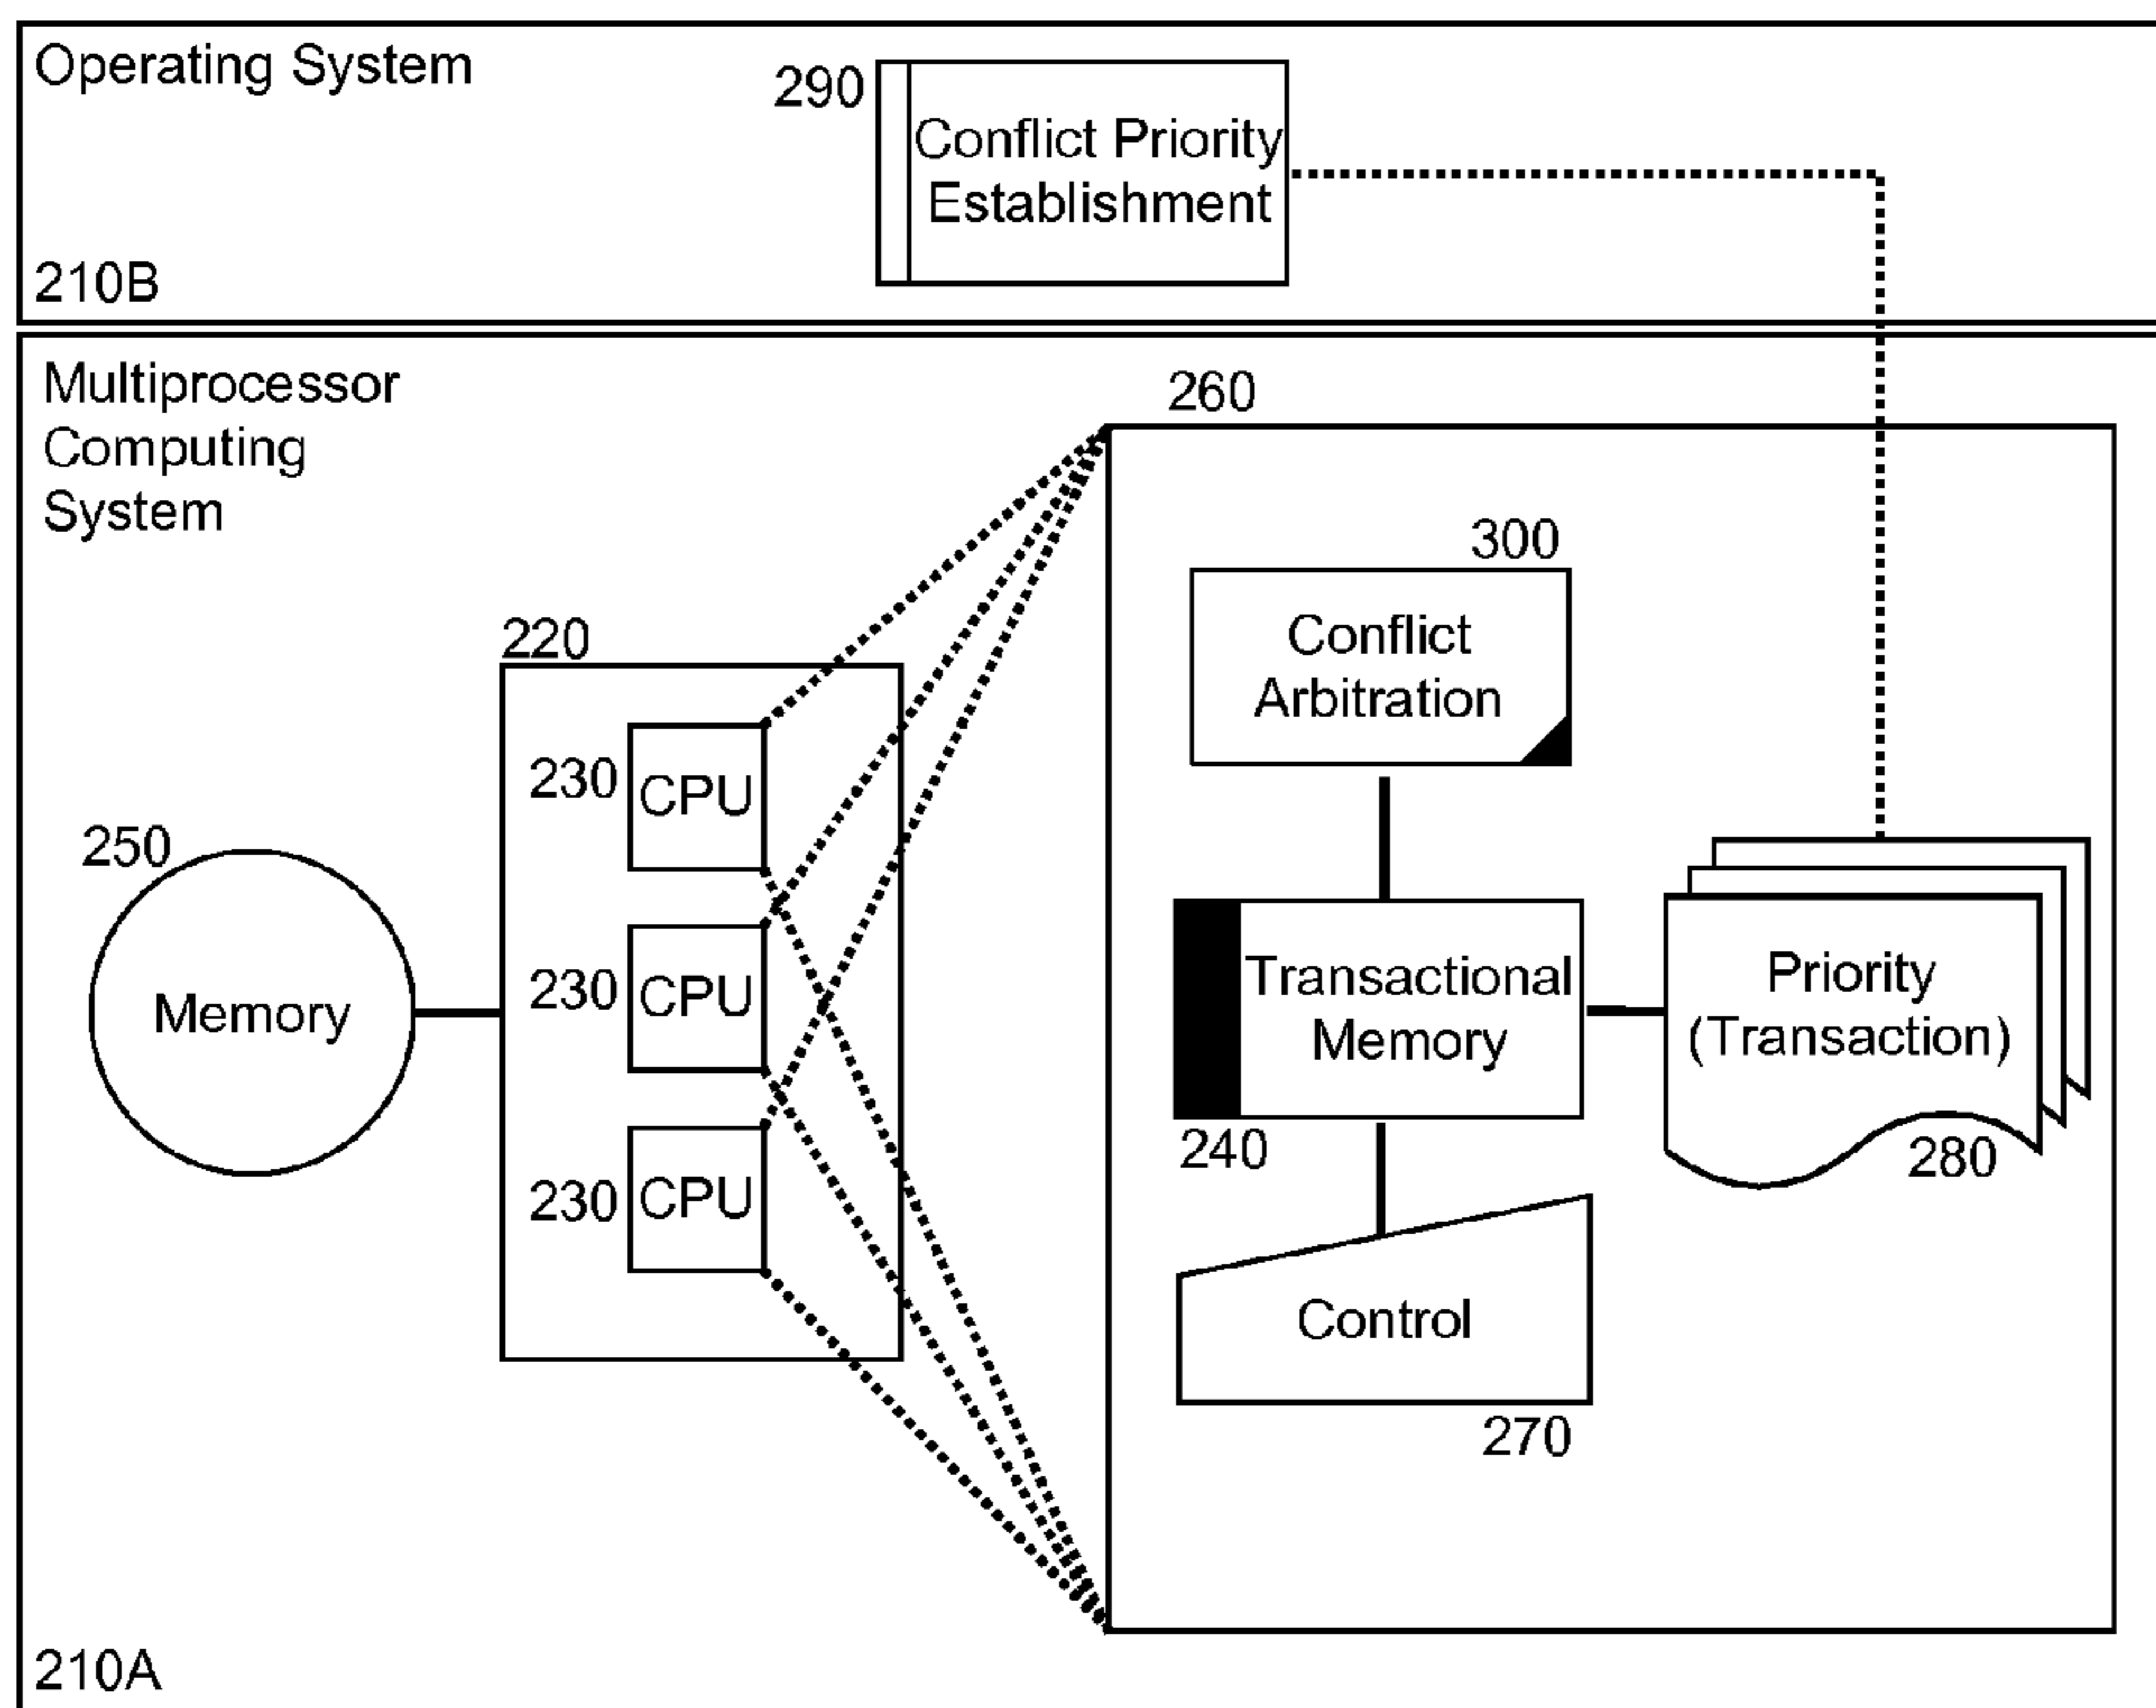 Operating System
290
Conflict Priority
Establishment
210B
Multiprocessor
Computing
System
260
300
Conflict
Arbitration
220
230
CPU
250
Memory
230
CPU
230
CPU
Transactional
Memory
240
Priority
(Transaction)
280
Control
270
210A